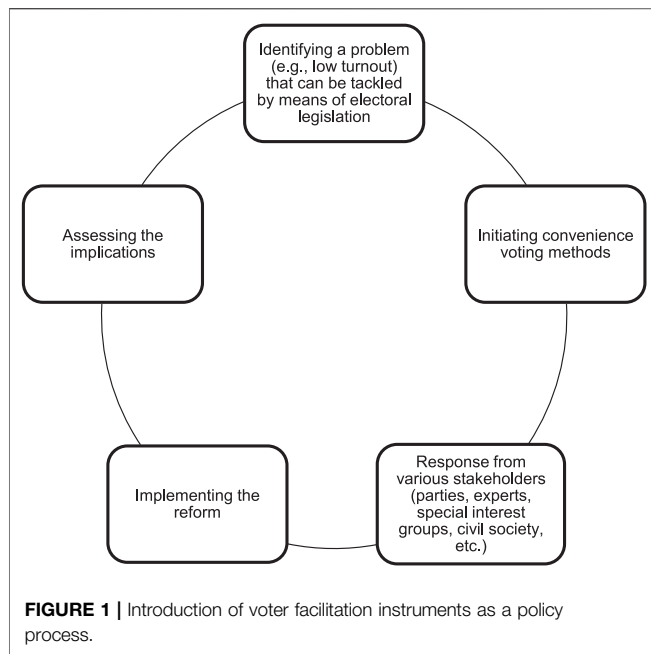 Identifying a problem
(e.g., low turnout)
that can be tackled
by means of electoral
legislation
Initiating convenience
voting methods
Response from
various stakeholders
(parties, experts,
special interest
groups, civil society,
etc.)
Implementing the
reform
Assessing the
implications
FIGURE 1 | Introduction of voter facilitation instruments as a policy
process.